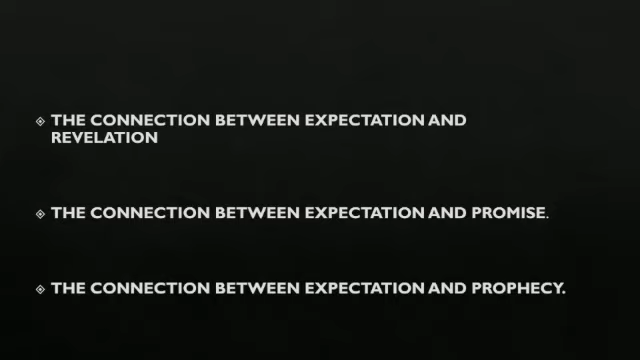 THE CONNECTION BETWEEN EXPECTATION AND
REVELATION
THE CONNECTION BETWEEN EXPECTATION AND PROMISE.
THE CONNECTION BETWEEN EXPECTATION AND PROPHECY.